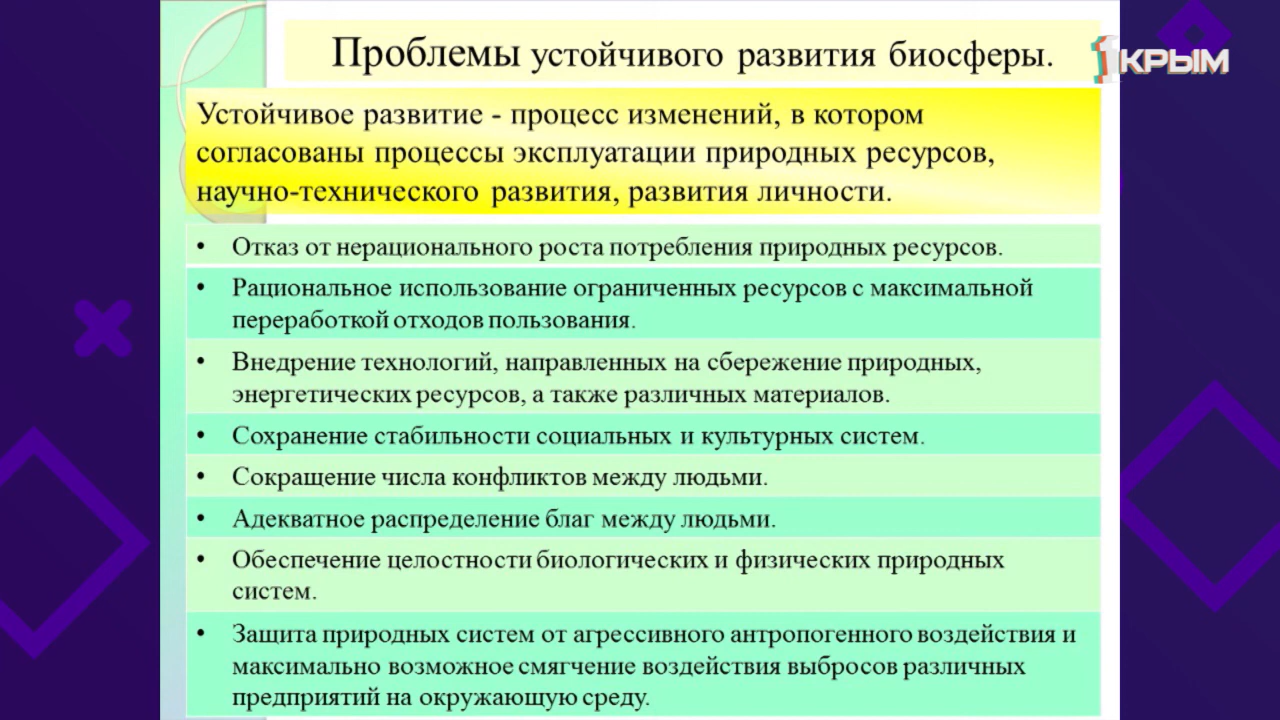 Проблемы устойчивого развития биосферы.
1 КРЫМ
Устойчивое развитие - процесс изменений, в котором
согласованы процессы эксплуатации природных ресурсов,
научно-технического развития, развития личности.
• Отказ от нерационального роста потребления природных ресурсов.
• Рациональное использование ограниченных ресурсов с максимальной
переработкой отходов пользования.
• Внедрение технологий, направленных на сбережение природных,
энергетических ресурсов, а также различных материалов.
• Сохранение стабильности социальных и культурных систем.
• Сокращение числа конфликтов между людьми.
• Адекватное распределение благ между людьми.
• Обеспечение целостности биологических и физических природных
систем.
• Защита природных систем от агрессивного антропогенного воздействия и
максимально возможное смягчение воздействия выбросов различных
предприятий на окружающую среду.